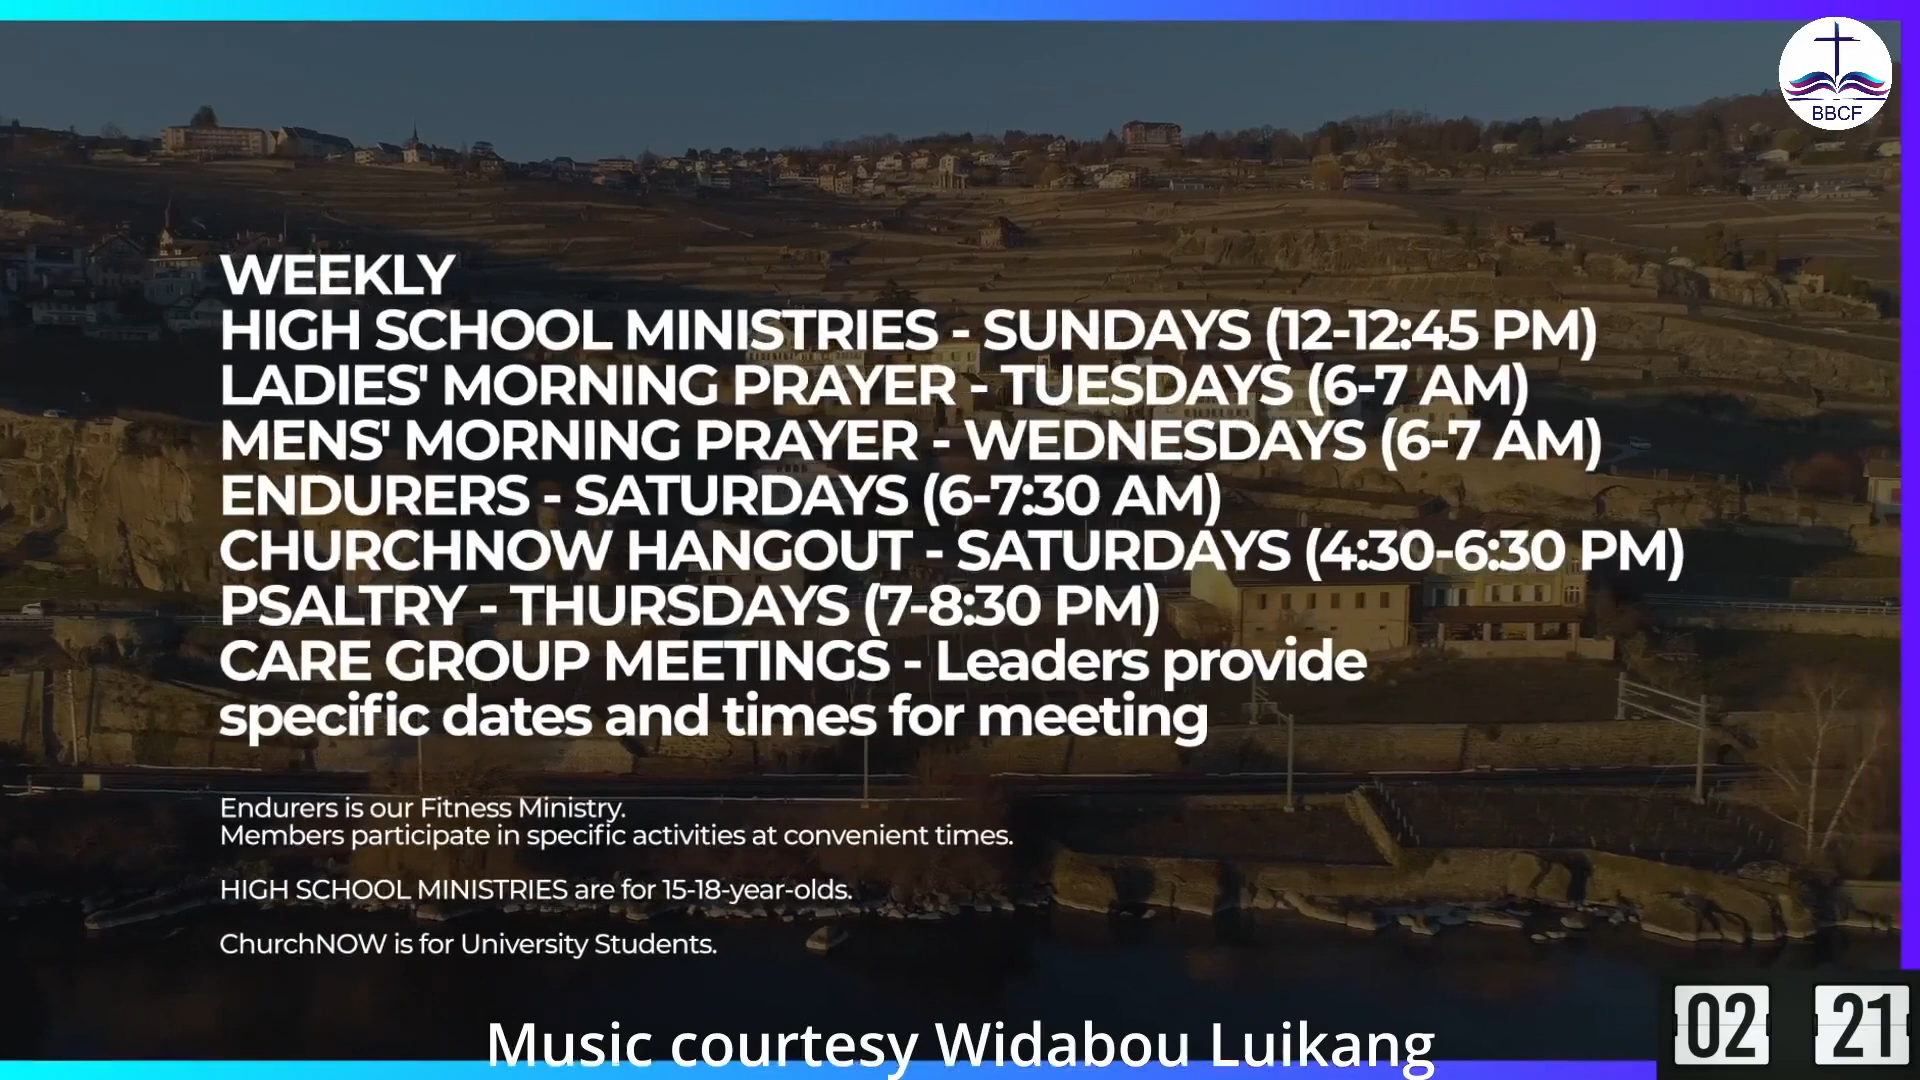 BBCF
WEEKLY
HIGH SCHOOL MINISTRIES - SUNDAYS (12-12:45 PM)
LADIES' MORNING PRAYER - TUESDAYS (6-7 AM)
MENS' MORNING PRAYER - WEDNESDAYS (6-7 AM)
ENDURERS - SATURDAYS (6-7:30 AM)
CHURCHNOW HANGOUT - SATURDAYS (4:30-6:30 PM)
PSALTRY - THURSDAYS (7-8:30 PM)
CARE GROUP MEETINGS - Leaders provide
specific dates and times for meeting
Endurers is our Fitness Ministry.
Members participate in specific activities at convenient times.
HIGH SCHOOL MINISTRIES are for 15-18-year-olds.
ChurchNOW is for University Students.
Music courtesy Widabou Luikang
02 21